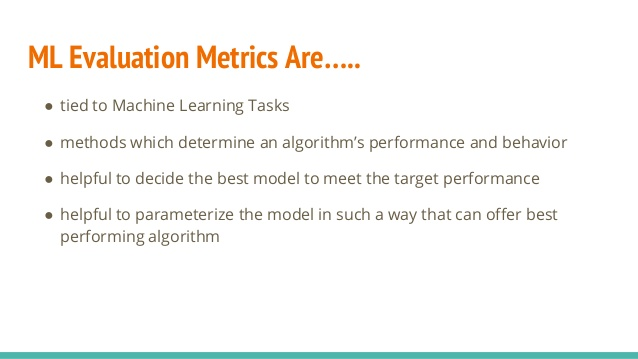 ML Evaluation Metrics Are.....
● tied to Machine Learning Tasks
● methods which determine an algorithm’s performance and behavior
● helpful to decide the best model to meet the target performance
● helpful to parameterize the model in such a way that can offer best
performing algorithm